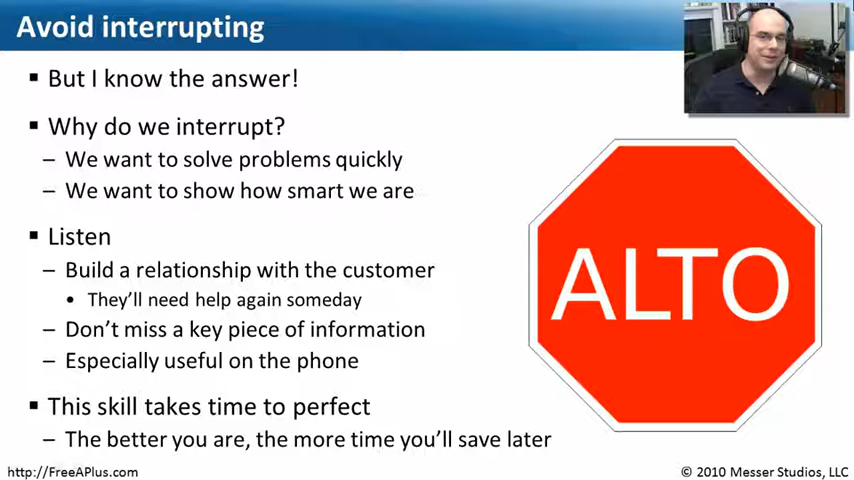 Avoid interrupting
▪ But I know the answer!
▪ Why do we interrupt?
– We want to solve problems quickly
– We want to show how smart we are
▪ Listen
– Build a relationship with the customer
• They'll need help again someday
– Don't miss a key piece of information
– Especially useful on the phone
▪ This skill takes time to perfect
– The better you are, the more time you'll save later
ALTO
http://FreeAPlus.com
© 2010 Messer Studios, LLC